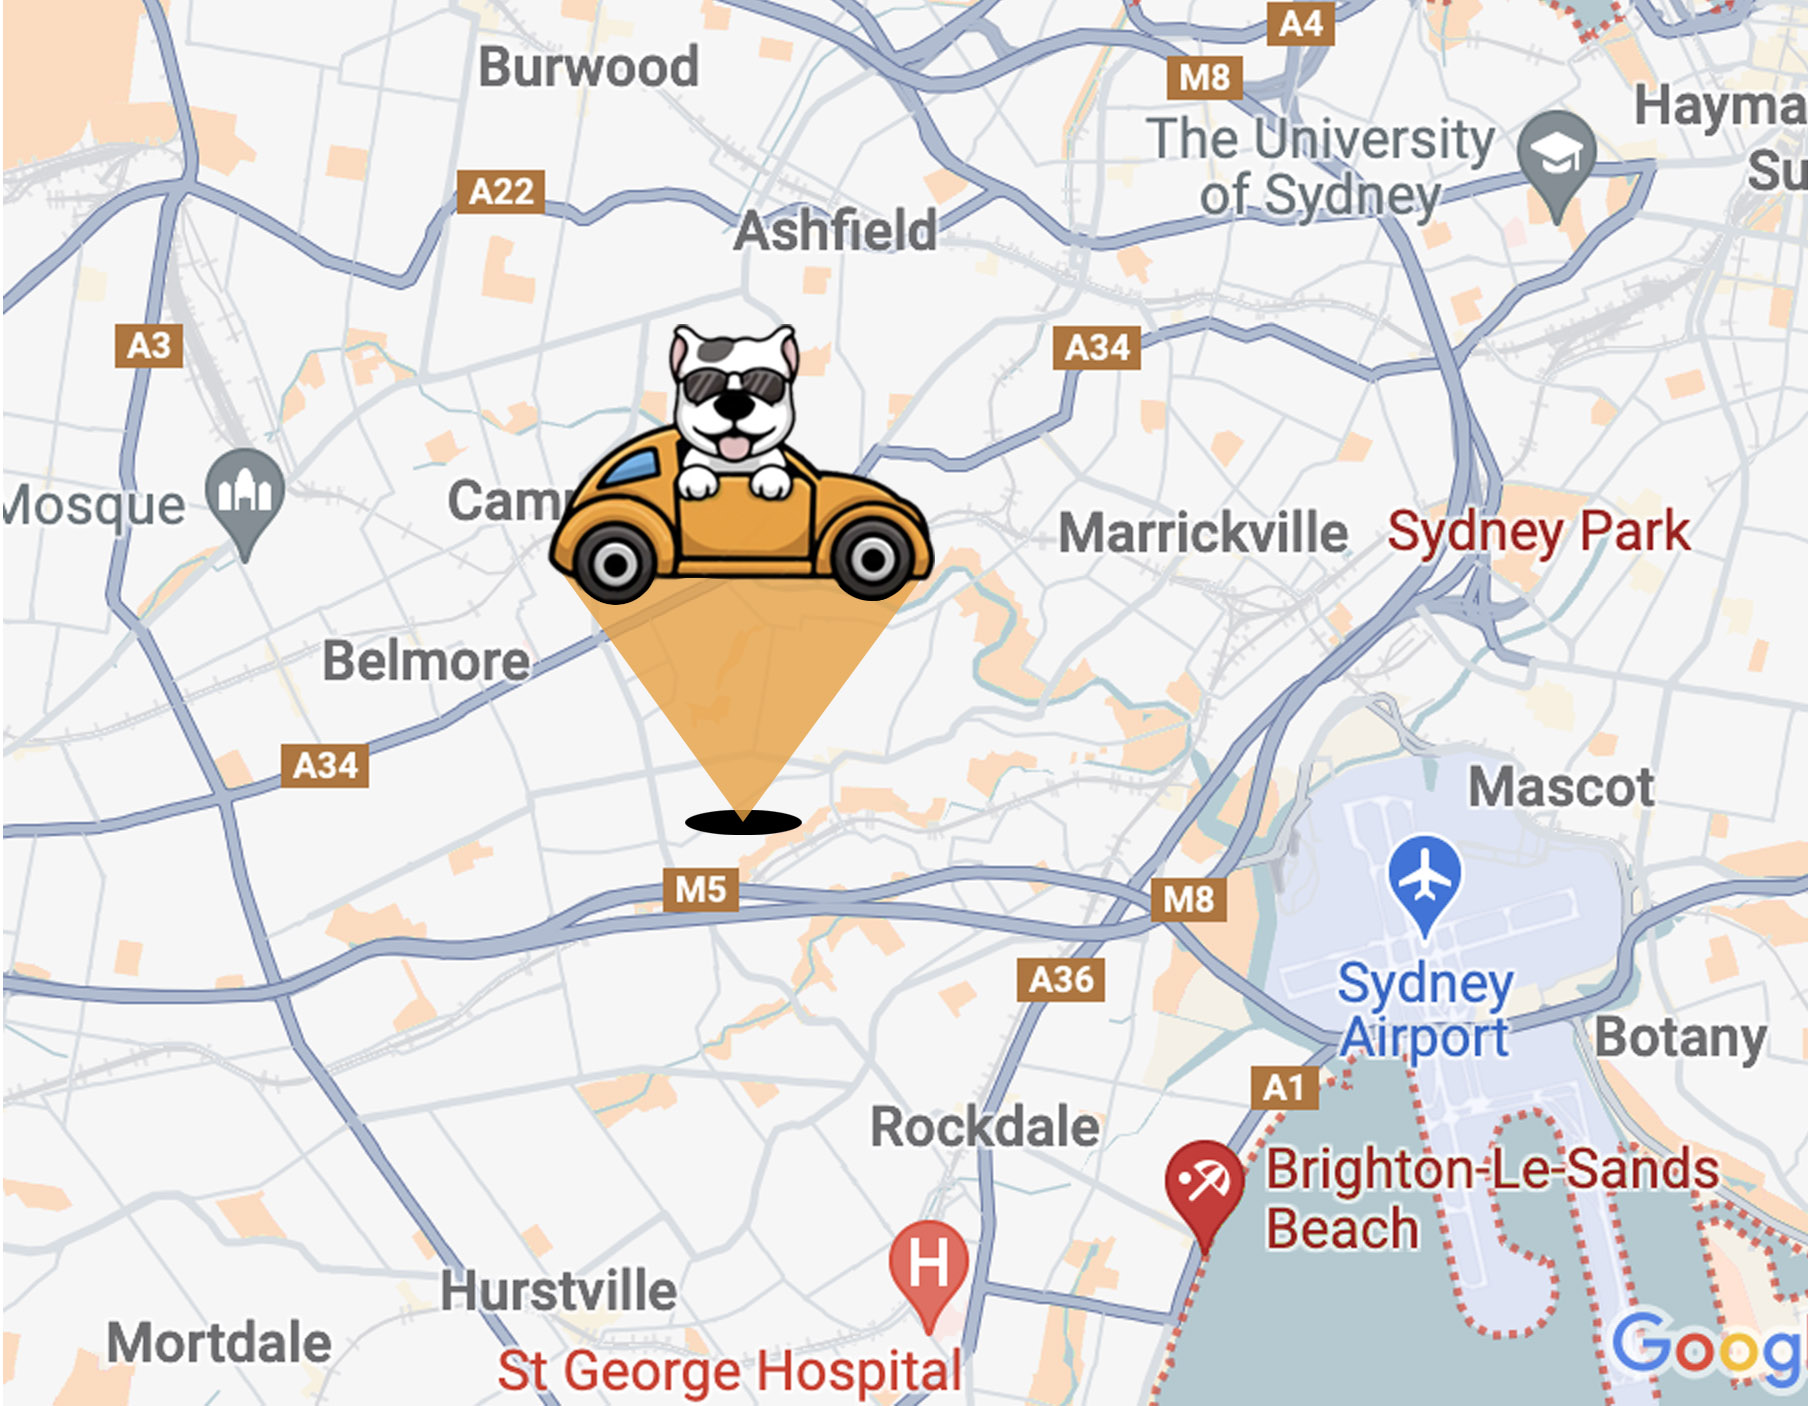 A4
Burwood
M8
Hayma
The University
of Sydney
Su
A22
Ashfield
A3
A34
Mosque
Cam
Marrickville
Sydney Park
Belmore
A34
Mascot
M5
M8
A36
Sydney
Airport
Botany
A1
Rockdale
Brighton-Le-Sands
Beach
H
Hurstville
Mortdale
St George Hospital
Goog